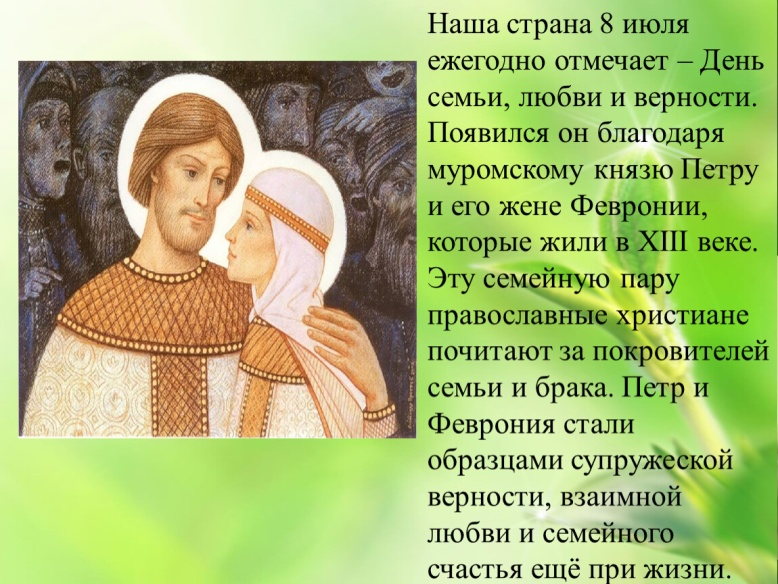 Наша страна 8 июля
ежегодно отмечает – День
семьи, любви и верности.
Появился он благодаря
муромскому князю Петру
и его жене Февронии,
которые жили в XIII веке.
Эту семейную пару
православные христиане
почитают за покровителей
семьи и брака. Петр и
Феврония стали
образцами супружеской
верности, взаимной
любви и семейного
счастья ещё при жизни.